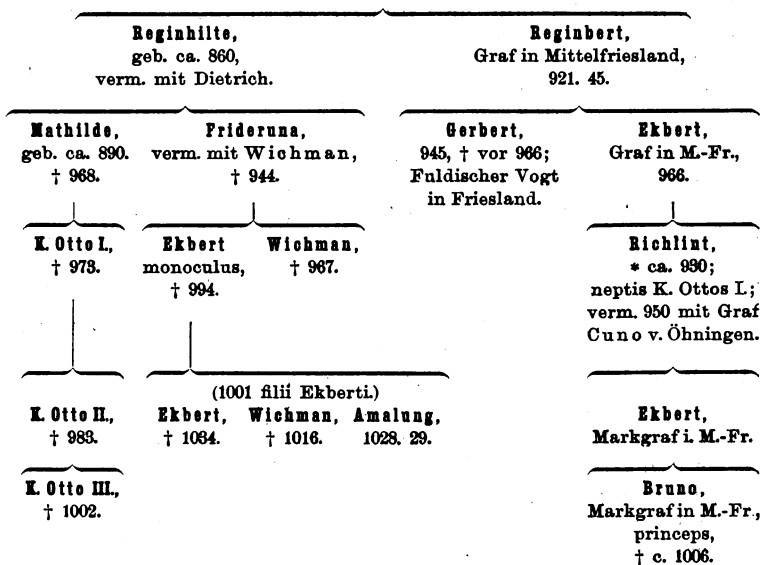 Reginhilte,
geb. ca. 860,
verm. mit Dietrich.
Reginbert,
Graf in Mittelfriesland,
921. 45.
Mathilde,
geb. ca. 890.
† 968.
Frideruna,
verm. mit Wichman,
† 944.
Gerbert,
945, † vor 966;
Fuldischer Vogt
in Friesland.
Ekbert,
Graf in M.-Fr.,
966.
K. Otto I.,
† 973.
Ekbert
monoculus,
† 994.
Wichman,
† 967.
Richlint,
* ca. 930;
neptis K. Ottos I.;
verm. 950 mit Graf
Cuno v. Öhningen.
(1001 filii Ekberti.)
K. Otto II.,
† 983.
Ekbert,
† 1034.
Wichman,
† 1016.
Amalung,
1028. 29.
Ekbert,
Markgraf i. M.-Fr.
K. Otto III.,
† 1002.
Bruno,
Markgraf in M.-Fr.,
princeps,
† c. 1006.